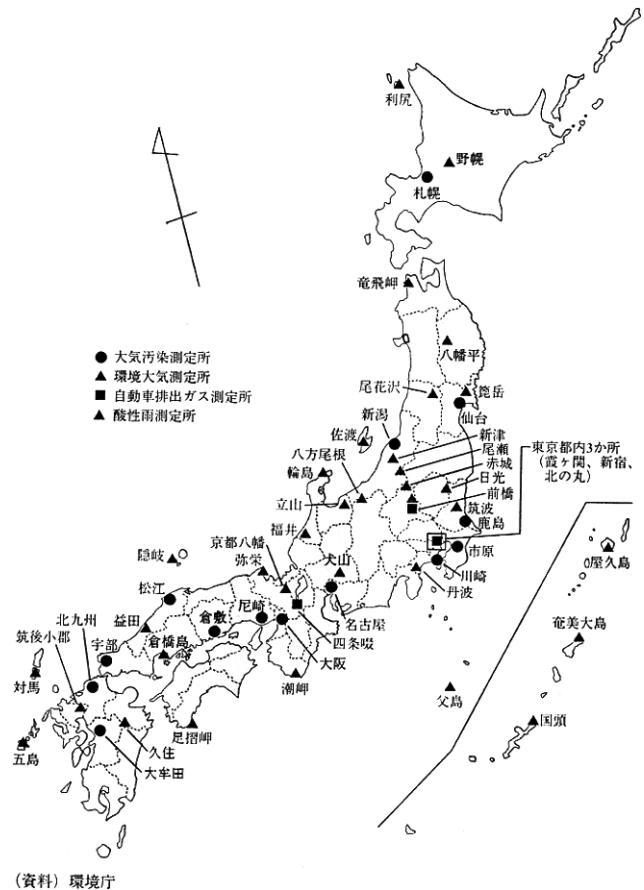 利尻
野幌
札幌
竜飛岬
● 大気汚染測定所
▲ 環境大気測定所
■ 自動車排出ガス測定所
▲ 酸性雨測定所
八幡平
尾花沢
箆岳
仙台
新潟
佐渡
新津
尾瀬
赤城
日光
前橋
八方尾根
輪島
立山
筑波
鹿島
東京都内3か所
(霞ヶ関、新宿、
北の丸)
福井
京都八幡
弥栄
犬山
市原
川崎
丹波
屋久島
隠岐
松江
北九州
益田
倉敷
尼崎
名古屋
四条畷
大阪
筑後小郡
宇部
倉橋島
奄美大島
対馬
潮岬
父島
国頭
足摺岬
五島
久住
大牟田
(資料) 環境庁